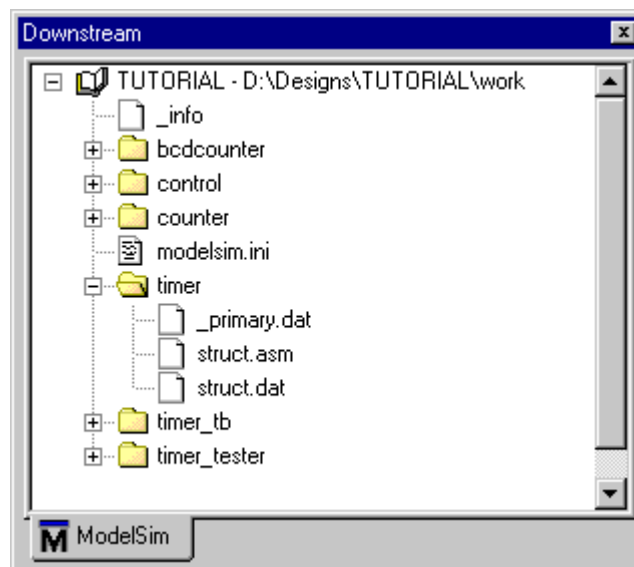 Downstream
TUTORIAL - D:\Designs\TUTORIAL\work
_info
bcdcounter
control
counter
modelsim.ini
timer
_primary.dat
struct.asm
struct.dat
timer_tb
timer_tester
M ModelSim